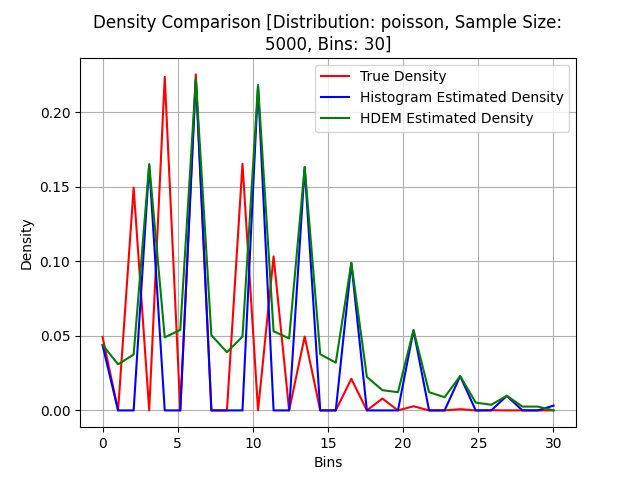 Density Comparison [Distribution: poisson, Sample Size:
5000, Bins: 30]
True Density
Histogram Estimated Density
HDEM Estimated Density
Density
0.20
0.15
0.10
0.05
0.00
0 5 10 15 20 25 30
Bins